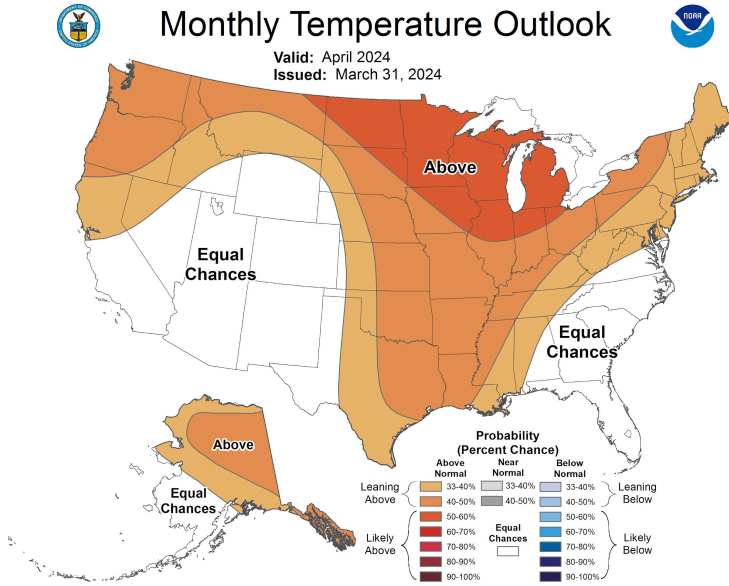 Monthly Temperature Outlook
NOAA
Valid: April 2024
Issued: March 31, 2024
Above
Equal
Chances
Equal
Chances
Above
Equal
Chances
Probability
(Percent Chance)
Above
Normal
Near
Normal
Below
Normal
Leaning
Above
33-40%
40-50%
33-40%
40-50%
33-40%
40-50%
Leaning
Below
Likely
Above
50-60%
60-70%
70-80%
80-90%
90-100%
Equal
Chances
50-60%
60-70%
70-80%
80-90%
90-100%
Likely
Below